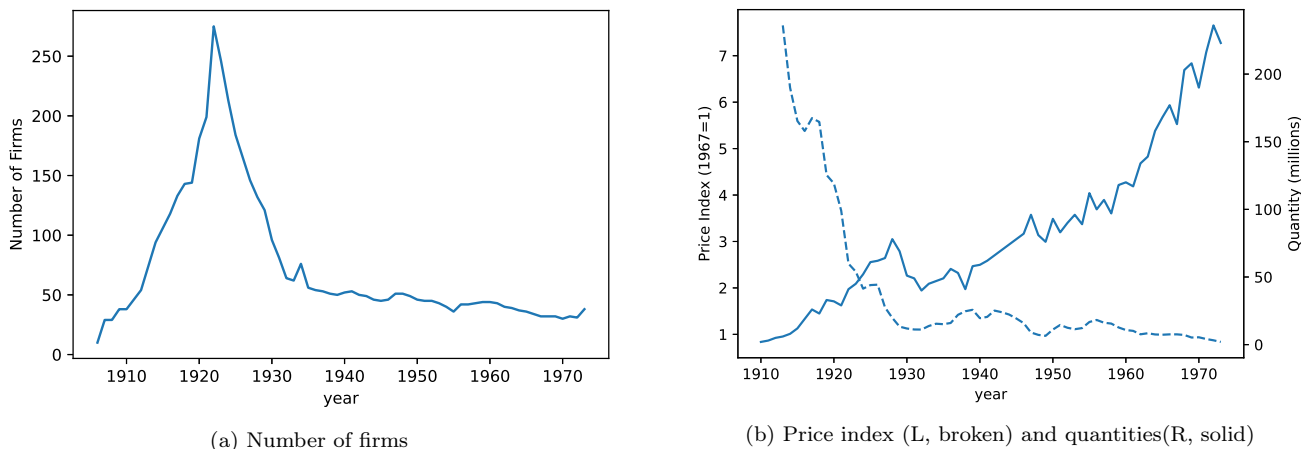 Number of Firms
250
200
150
100
50
0
1910 1920 1930 1940 1950 1960 1970
year
(a) Number of firms
Price Index (1967=1)
7
6
5
4
3
2
1
Quantity (millions)
200
150
100
50
0
1910 1920 1930 1940 1950 1960 1970
year
(b) Price index (L, broken) and quantities(R, solid)